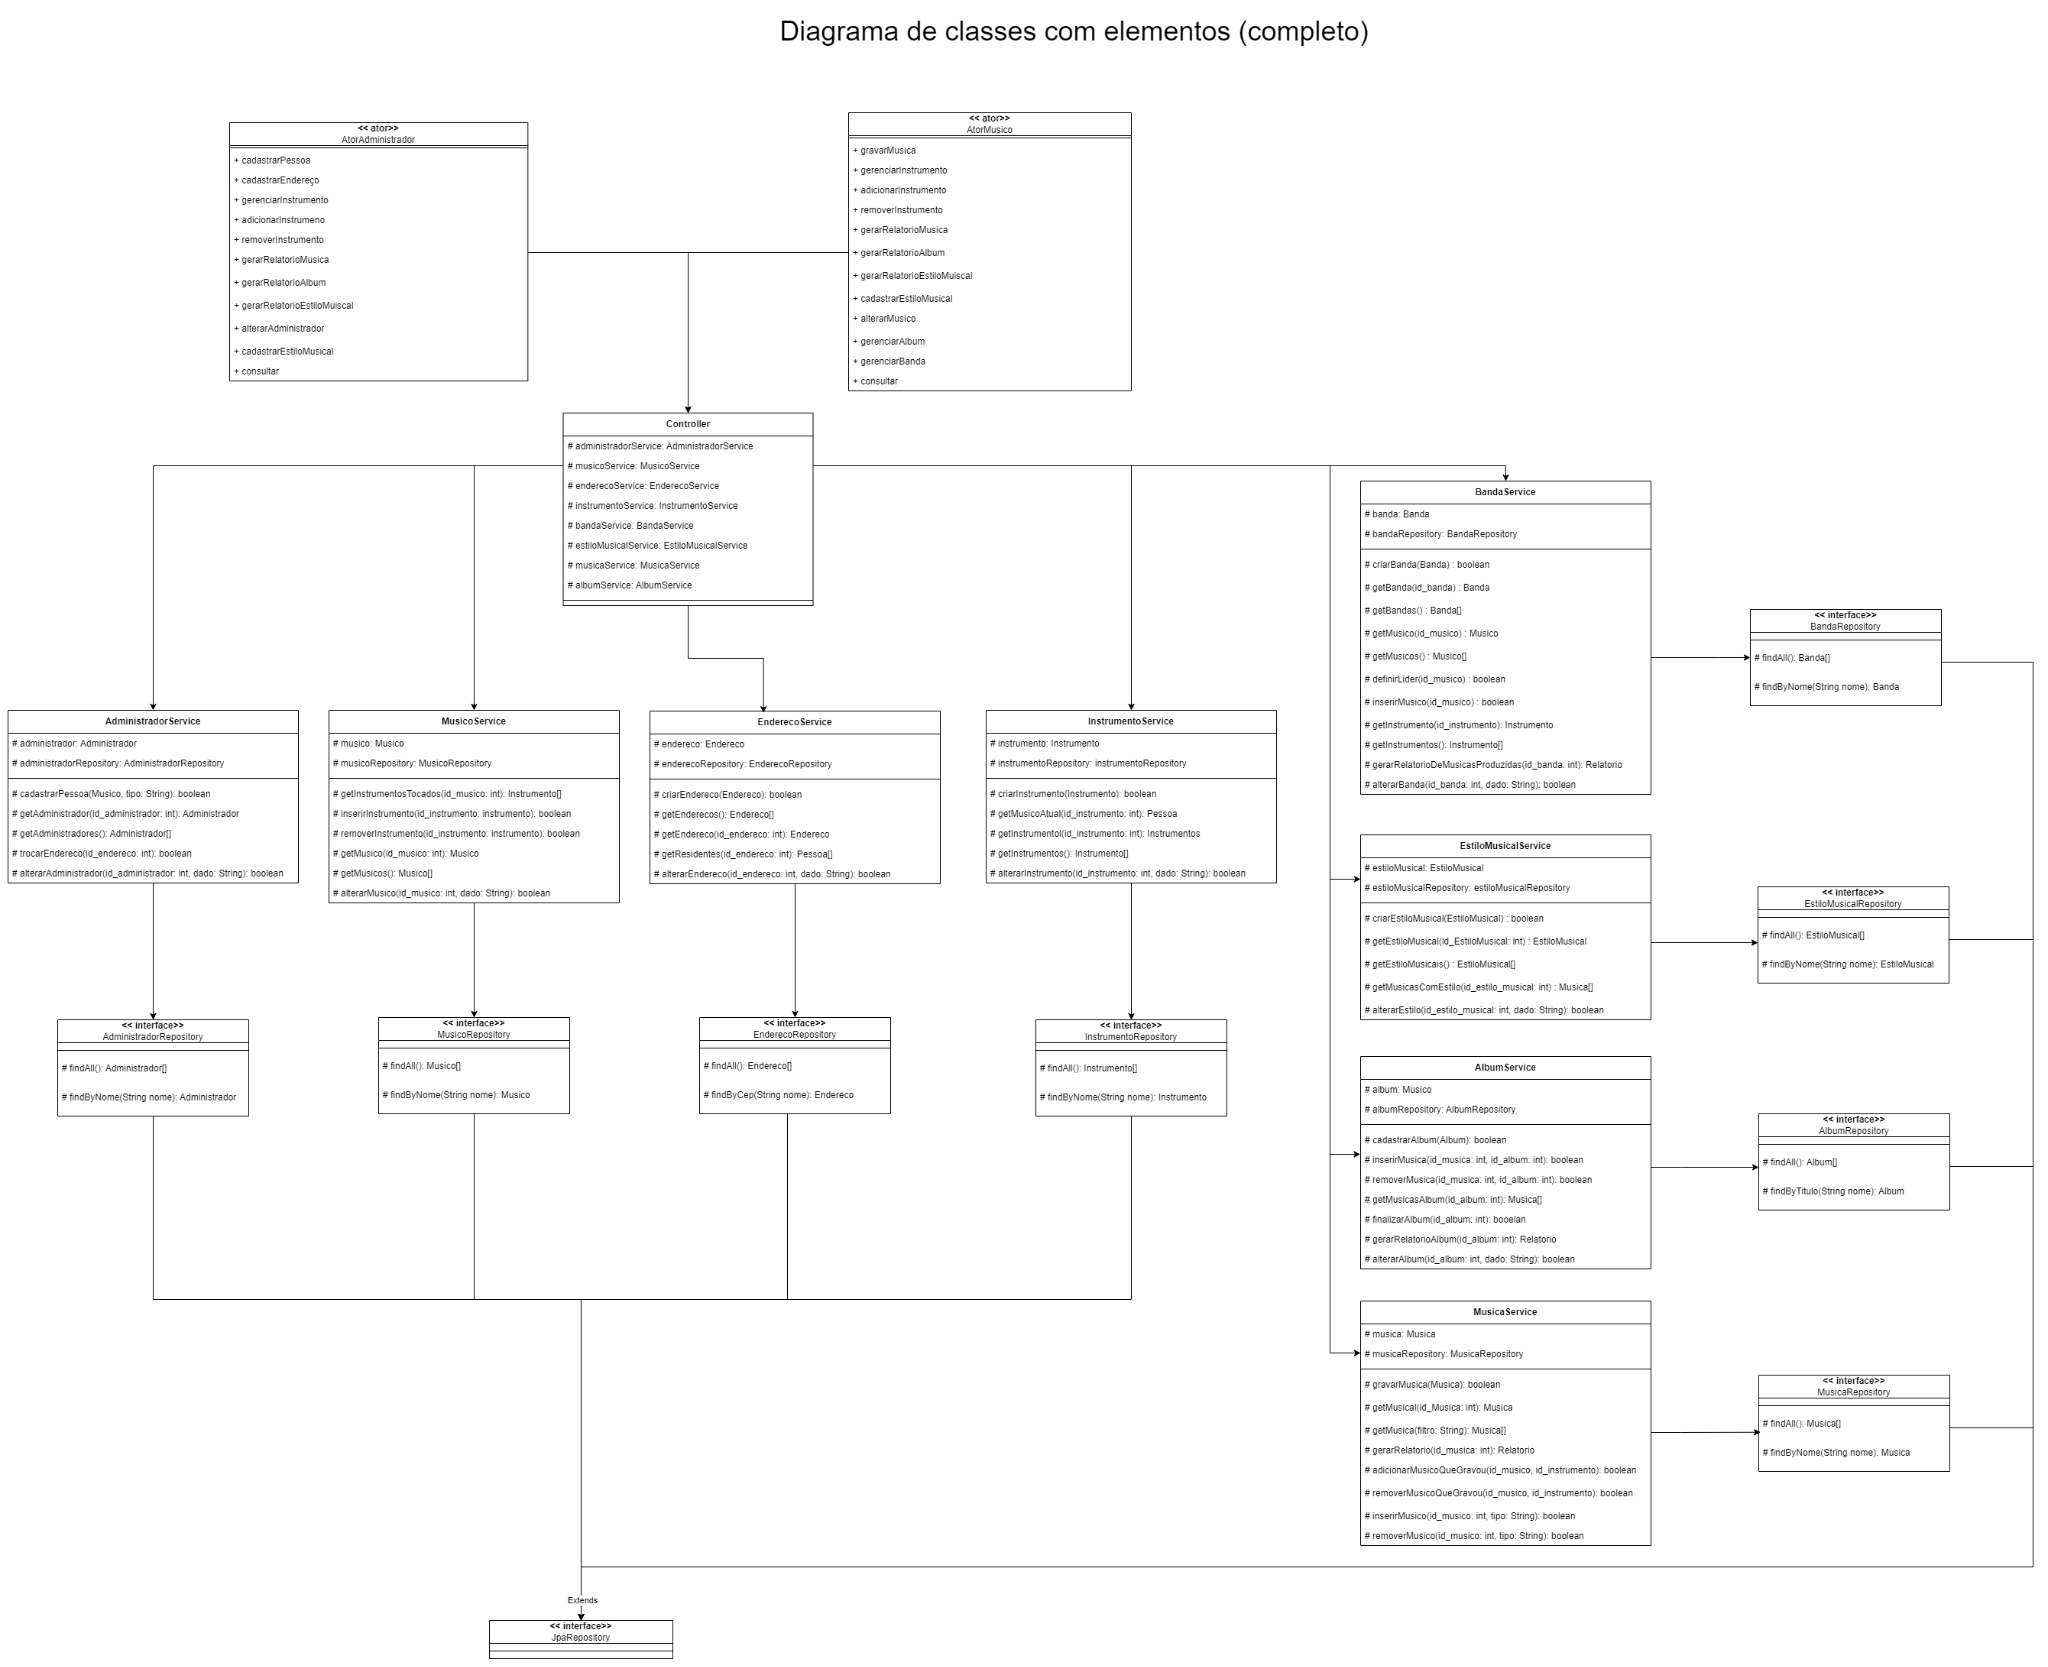 Diagrama de classes com elementos (completo)
<< ator>>
AtorAdministrador
+ cadastrarPessoa
+ cadastrarEndereço
+ gerenciarInstrumento
+ adicionarInstrumeno
+ removerInstrumento
+ gerarRelatorioMusica
+ gerarRelatorioAlbum
+ gerarRelatorioEstiloMuiscal
+ alterarAdministrador
+ cadastrarEstiloMusical
+ consultar
<< ator>>
AtorMusico
+ gravarMusica
+ gerenciarInstrumento
+ adicionarInstrumento
+ removerInstrumento
+ gerarRelatorioMusica
+ gerarRelatorioAlbum
+ gerarRelatorioEstiloMuiscal
+ cadastrarEstiloMusical
+ alterarMusico
+ gerenciarAlbum
+ gerenciarBanda
+ consultar
Controller
# administradorService: AdministradorService
# musicoService: MusicoService
# enderecoService: EnderecoService
# instrumentoService: InstrumentoService
# bandaService: BandaService
# estiloMusicalService: EstiloMusicalService
# musicaService: MusicaService
# albumService: AlbumService
BandaService
# banda: Banda
# bandaRepository: BandaRepository
# criarBanda(Banda) : boolean
# getBanda(id_banda) : Banda
# getBandas() : Banda[]
# getMusico(id_musico) : Musico
# getMusicos() : Musico[]
# definirLider(id_musico) : boolean
# inserirMusico(id_musico) : boolean
# getInstrumento(id_instrumento): Instrumento
# getInstrumentos(): Instrumento[]
# gerarRelatorioDeMusicasProduzidas(id_banda: int): Relatorio
# alterarBanda(id_banda: int, dado: String): boolean
<< interface>>
BandaRepository
# findAll(): Banda[]
# findByNome(String nome): Banda
AdministradorService
# administrador: Administrador
# administradorRepository: AdministradorRepository
# cadastrarPessoa(Musico, tipo: String): boolean
# getAdministrador(id_administrador: int): Administrador
# getAdministradores(): Administrador[]
# trocarEndereco(id_endereco: int): boolean
# alterarAdministrador(id_administrador: int, dado: String): boolean
MusicoService
# musico: Musico
# musicoRepository: MusicoRepository
# getInstrumentosTocados(id_musico: int): Instrumento[]
# inserirInstrumento(id_instrumento: instrumento): boolean
# removerInstrumento(id_instrumento: instrumento): boolean
# getMusico(id_musico: int): Musico
# getMusicos(): Musico[]
# alterarMusico(id_musico: int, dado: String): boolean
EnderecoService
# endereco: Endereco
# enderecoRepository: EnderecoRepository
# criarEndereco(Endereco): boolean
# getEnderecos(): Endereco[]
# getEndereco(id_endereco: int): Endereco
# getResidentes(id_endereco: int): Pessoa[]
# alterarEndereco(id_endereco: int, dado: String): boolean
InstrumentoService
# instrumento: Instrumento
# instrumentoRepository: instrumentoRepository
# criarInstrumento(Instrumento): boolean
# getMusicoAtual(id_instrumento: int): Pessoa
# getInstrumentol(id_instrumento: int): Instrumentos
# getInstrumentos(): Instrumento[]
# alterarInstrumento(id_instrumento: int, dado: String): boolean
EstiloMusicalService
# estiloMusical: EstiloMusical
# estiloMusicalRepository: estiloMusicalRepository
# criarEstiloMusical(EstiloMusical) : boolean
# getEstiloMusical(id_EstiloMusical: int) : EstiloMusical
# getEstiloMusicais() : EstiloMusical[]
# getMusicasComEstilo(id_estilo_musical: int) : Musica[]
# alterarEstilo(id_estilo_musical: int, dado: String): boolean
<< interface>>
EstiloMusicalRepository
# findAll(): EstiloMusical[]
# findByNome(String nome): EstiloMusical
<< interface>>
AdministradorRepository
# findAll(): Administrador[]
# findByNome(String nome): Administrador
<< interface>>
MusicoRepository
# findAll(): Musico[]
# findByNome(String nome): Musico
<< interface>>
EnderecoRepository
# findAll(): Endereco[]
# findByCep(String nome): Endereco
<< interface>>
InstrumentoRepository
# findAll(): Instrumento[]
# findByNome(String nome): Instrumento
AlbumService
# album: Musico
# albumRepository: AlbumRepository
# cadastrarAlbum(Album): boolean
# inserirMusica(id_musica: int, id_album: int): boolean
# removerMusica(id_musica: int, id_album: int): boolean
# getMusicasAlbum(id_album: int): Musica[]
# finalizarAlbum(id_album: int): booelan
# gerarRelatorioAlbum(id_album: int): Relatorio
# alterarAlbum(id_album: int, dado: String): boolean
<< interface>>
AlbumRepository
# findAll(): Album[]
# findByTitulo(String nome): Album
MusicaService
# musica: Musica
# musicaRepository: MusicaRepository
# gravarMusica(Musica): boolean
# getMusical(id_Musica: int): Musica
# getMusica(filtro: String): Musica[]
# gerarRelatorio(id_musica: int): Relatorio
# adicionarMusicoQueGravou(id_musico, id_instrumento): boolean
# removerMusicoQueGravou(id_musico, id_instrumento): boolean
# inserirMusico(id_musico: int, tipo: String): boolean
# removerMusico(id_musico: int, tipo: String): boolean
<< interface>>
MusicaRepository
# findAll(): Musica[]
# findByNome(String nome): Musica
Extends
<< interface>>
JpaRepository